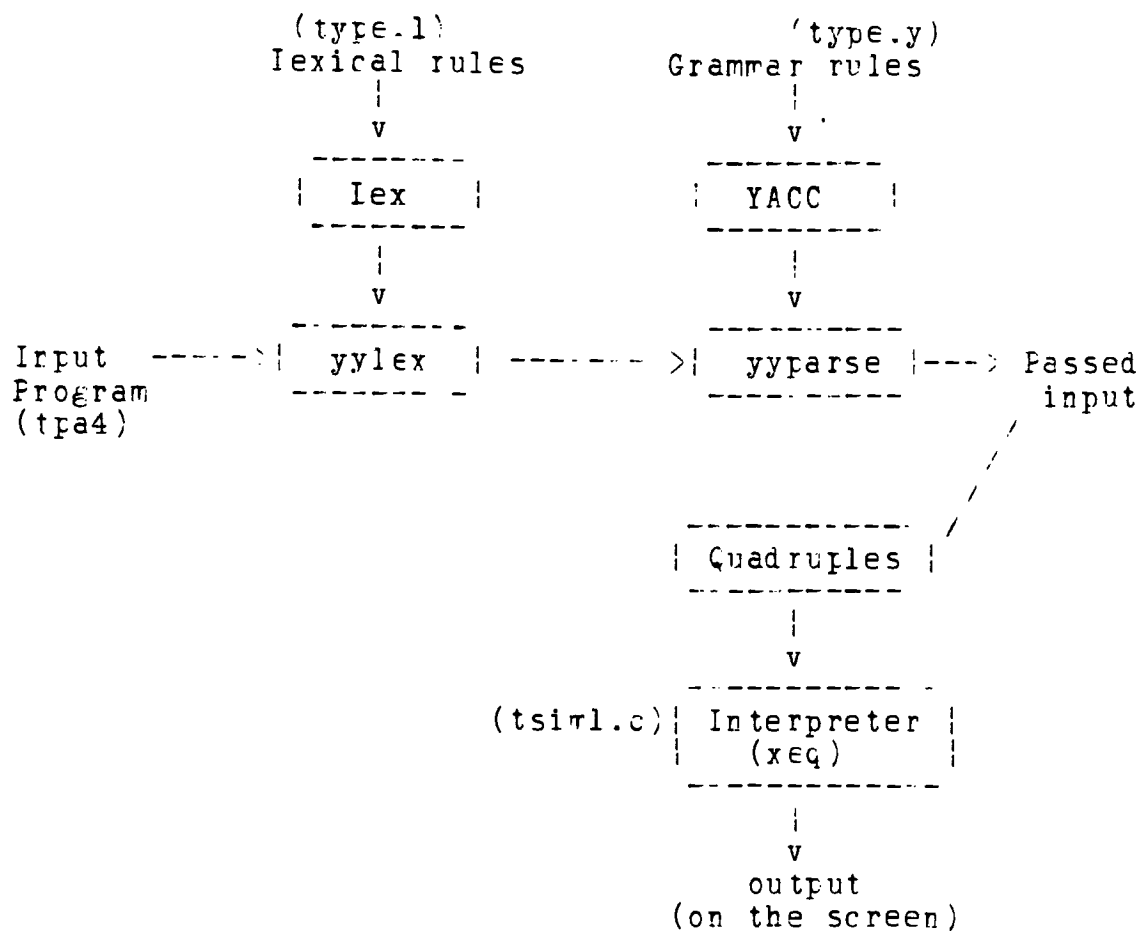 (type.l) (type.y)
Lexical rules Grammar rules
v v
Lex YACC
v v
Input yylex yyparse Passed
Program input
(tpa4)
Quadruples
v
Interpreter
(xeq)
v
output
(on the screen)